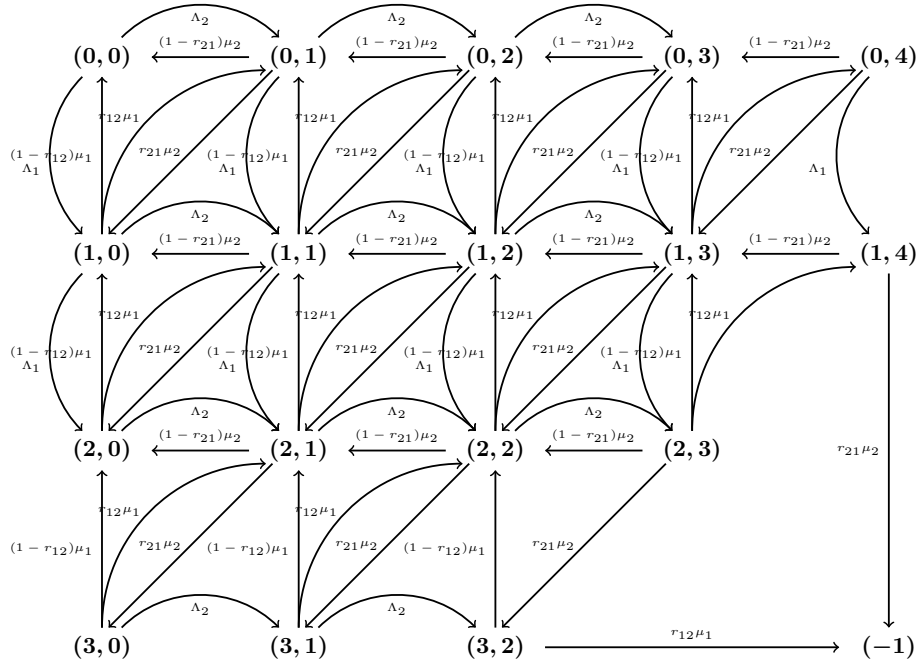 Λ₂ Λ₂ Λ₂
(0,0) (1 − r₂₁)μ₂ (0,1) (1 − r₂₁)μ₂ (0,2) (1 − r₂₁)μ₂ (0,3) (1 − r₂₁)μ₂ (0,4)
r₁₂μ₁ r₁₂μ₁ r₁₂μ₁ r₁₂μ₁
(1 − r₁₂)μ₁ r₂₁μ₂ (1 − r₁₂)μ₁ r₂₁μ₂ (1 − r₁₂)μ₁ r₂₁μ₂ (1 − r₁₂)μ₁ r₂₁μ₂
Λ₁ Λ₁ Λ₁ Λ₁ Λ₁
Λ₂ Λ₂ Λ₂
(1,0) (1 − r₂₁)μ₂ (1,1) (1 − r₂₁)μ₂ (1,2) (1 − r₂₁)μ₂ (1,3) (1 − r₂₁)μ₂ (1,4)
r₁₂μ₁ r₁₂μ₁ r₁₂μ₁ r₁₂μ₁
(1 − r₁₂)μ₁ r₂₁μ₂ (1 − r₁₂)μ₁ r₂₁μ₂ (1 − r₁₂)μ₁ r₂₁μ₂ (1 − r₁₂)μ₁
Λ₁ Λ₁ Λ₁ Λ₁
Λ₂ Λ₂ Λ₂
(2,0) (1 − r₂₁)μ₂ (2,1) (1 − r₂₁)μ₂ (2,2) (1 − r₂₁)μ₂ (2,3) r₂₁μ₂
r₁₂μ₁ r₁₂μ₁
(1 − r₁₂)μ₁ r₂₁μ₂ (1 − r₁₂)μ₁ r₂₁μ₂ (1 − r₁₂)μ₁ r₂₁μ₂
Λ₂ Λ₂
(3,0) (3,1) (3,2) r₁₂μ₁ (−1)